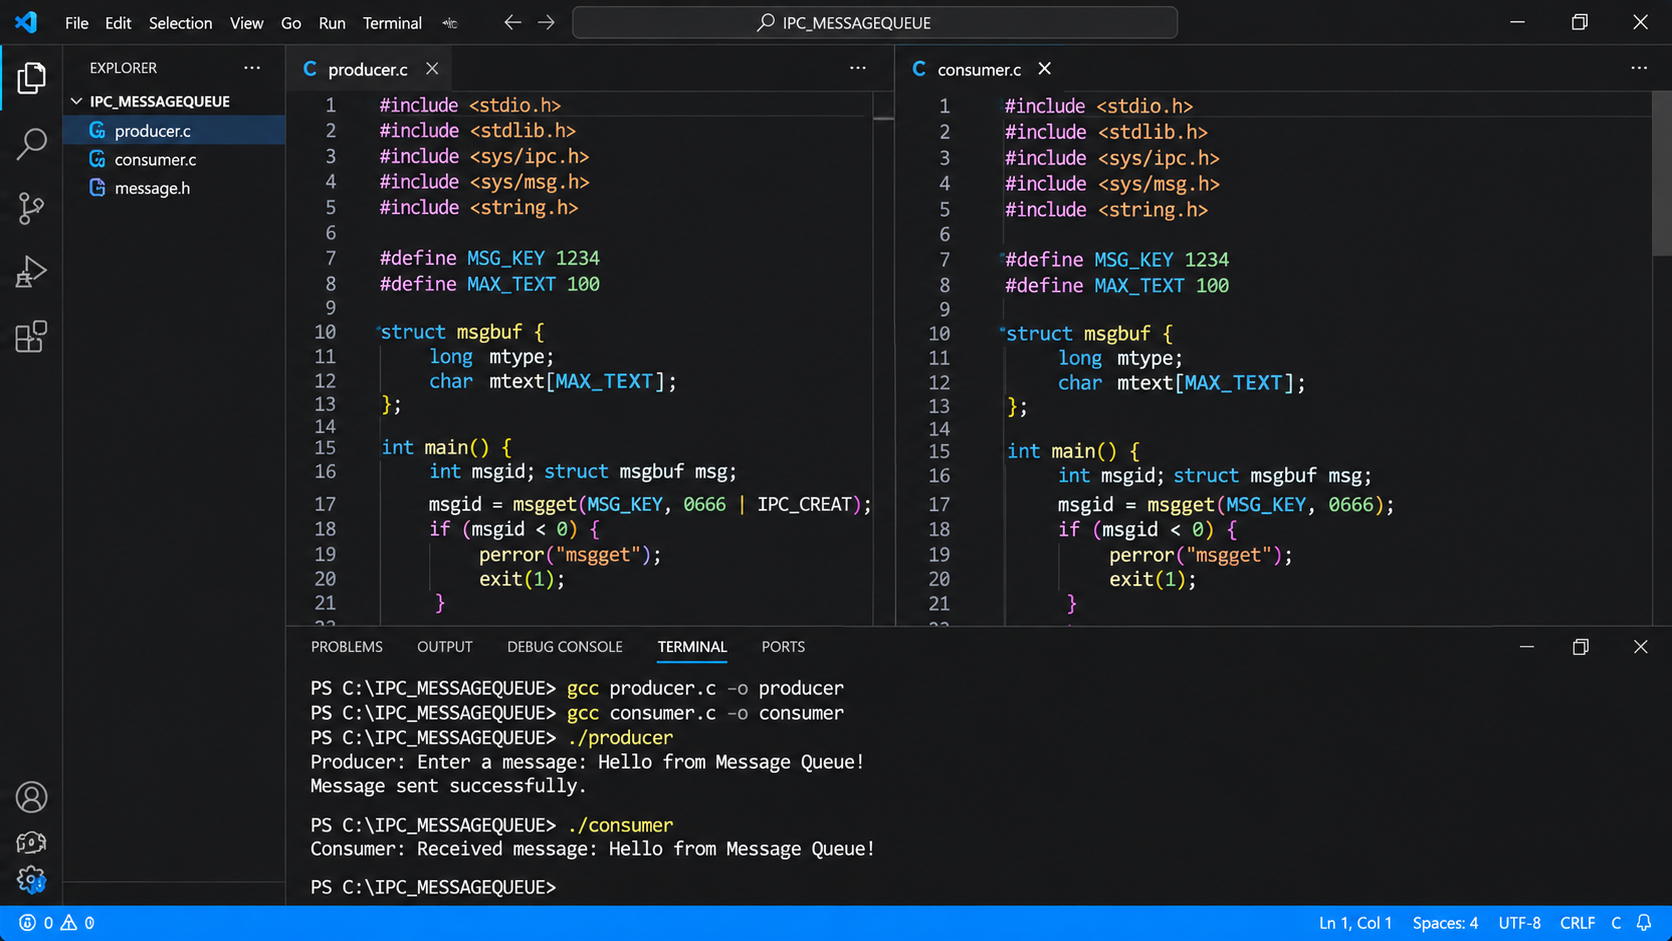 File Edit Selection View Go Run Terminal
IPC_MESSAGEQUEUE
EXPLORER ···
IPC_MESSAGEQUEUE
producer.c
consumer.c
message.h
C producer.c ···
1 #include <stdio.h>
2 #include <stdlib.h>
3 #include <sys/ipc.h>
4 #include <sys/msg.h>
5 #include <string.h>
6
7 #define MSG_KEY 1234
8 #define MAX_TEXT 100
9
10 struct msgbuf {
11 long mtype;
12 char mtext[MAX_TEXT];
13 };
14
15 int main() {
16 int msgid; struct msgbuf msg;
17 msgid = msgget(MSG_KEY, 0666 | IPC_CREAT);
18 if (msgid < 0) {
19 perror("msgget");
20 exit(1);
21 }
C consumer.c ···
1 #include <stdio.h>
2 #include <stdlib.h>
3 #include <sys/ipc.h>
4 #include <sys/msg.h>
5 #include <string.h>
6
7 #define MSG_KEY 1234
8 #define MAX_TEXT 100
9
10 struct msgbuf {
11 long mtype;
12 char mtext[MAX_TEXT];
13 };
14
15 int main() {
16 int msgid; struct msgbuf msg;
17 msgid = msgget(MSG_KEY, 0666);
18 if (msgid < 0) {
19 perror("msgget");
20 exit(1);
21 }
PROBLEMS OUTPUT DEBUG CONSOLE TERMINAL PORTS
PS C:\IPC_MESSAGEQUEUE> gcc producer.c -o producer
PS C:\IPC_MESSAGEQUEUE> gcc consumer.c -o consumer
PS C:\IPC_MESSAGEQUEUE> ./producer
Producer: Enter a message: Hello from Message Queue!
Message sent successfully.
PS C:\IPC_MESSAGEQUEUE> ./consumer
Consumer: Received message: Hello from Message Queue!
PS C:\IPC_MESSAGEQUEUE>
0 0 Ln 1, Col 1 Spaces: 4 UTF-8 CRLF C